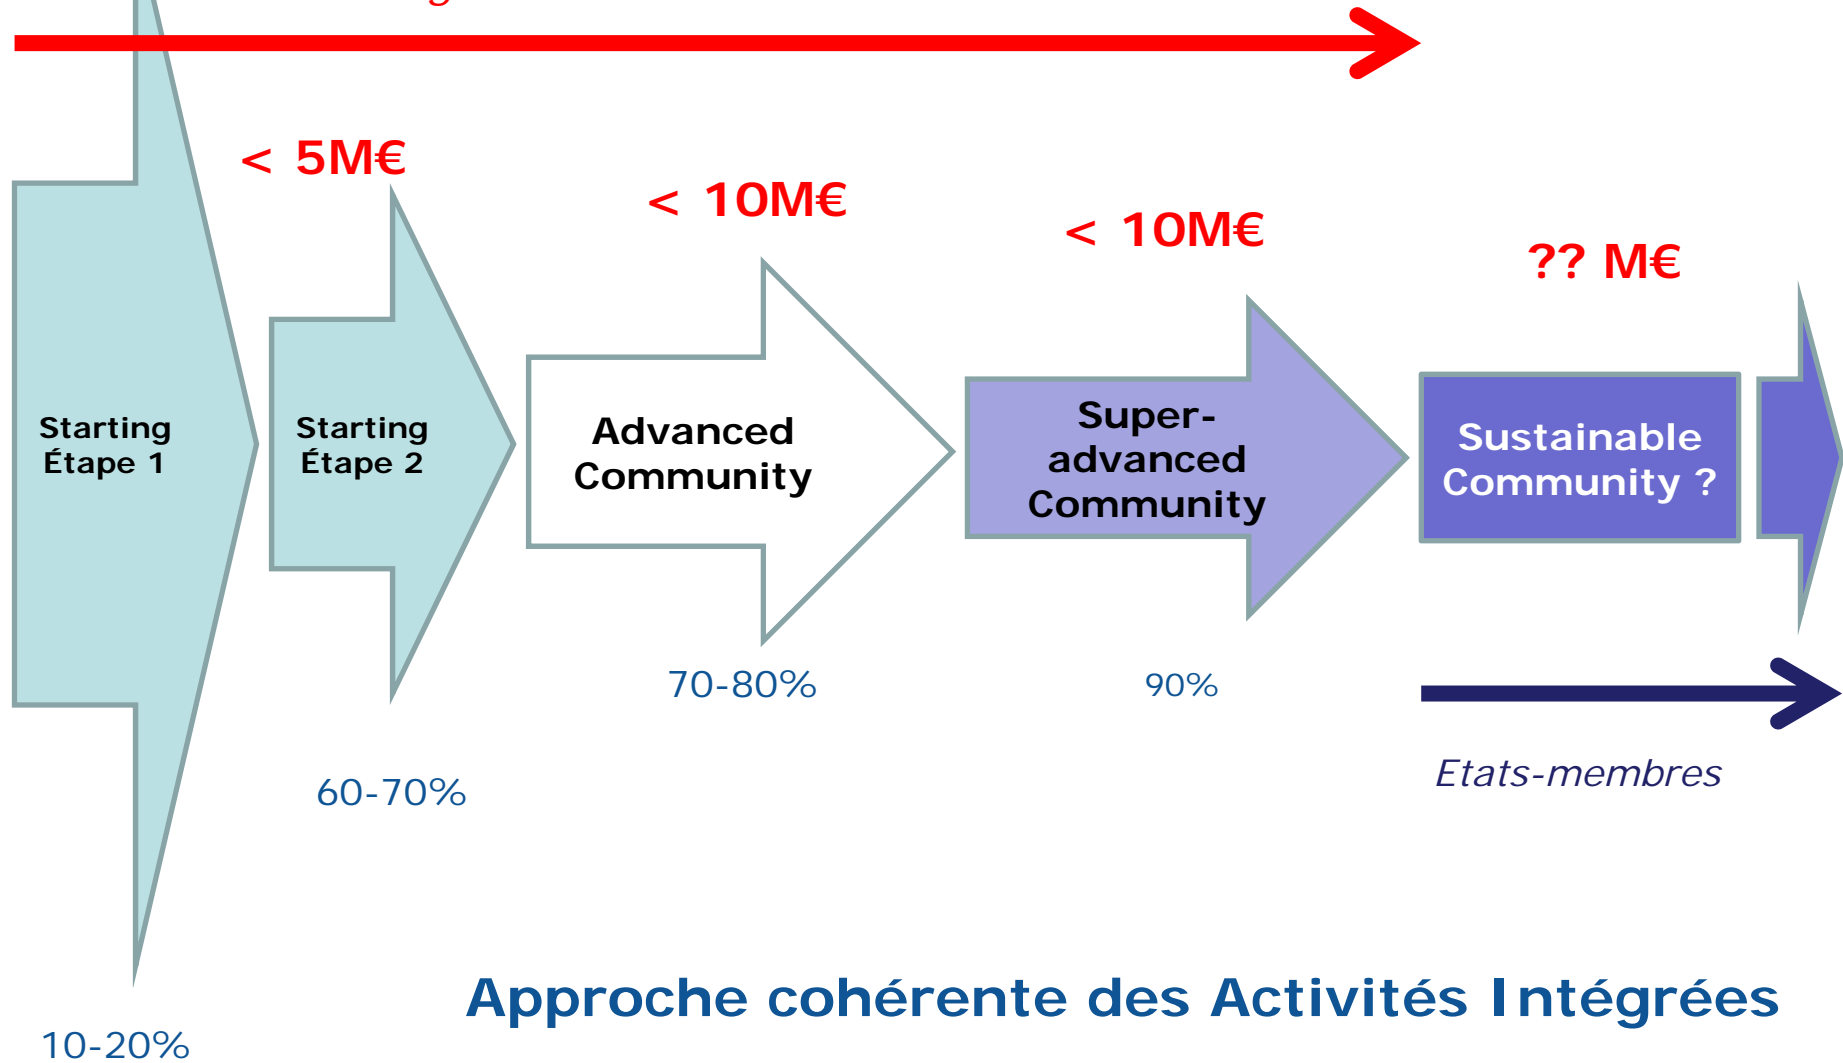 < 5M€
< 10M€
< 10M€
?? M€
Starting
Étape 1
Starting
Étape 2
Advanced
Community
Super-
advanced
Community
Sustainable
Community ?
70-80%
90%
60-70%
Etats-membres
Approche cohérente des Activités Intégrées
10-20%